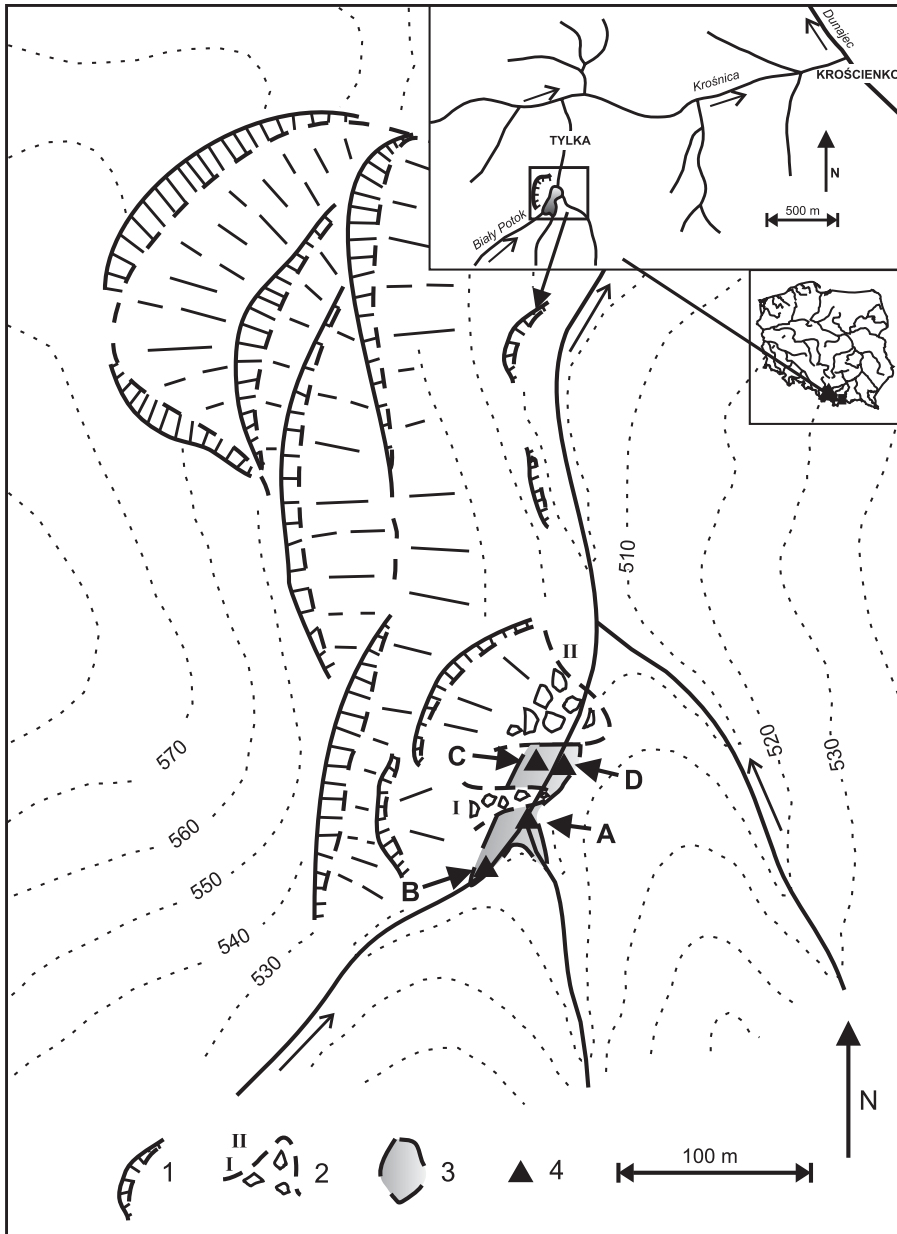 Dunajec
KROŚCIENKO
Krośnica
TYLKA
N
500 m
Biały Potok
510
II
520
530
C
D
570
I
A
560
B
550
540
530
N
II
I
1
2
3
4
100 m